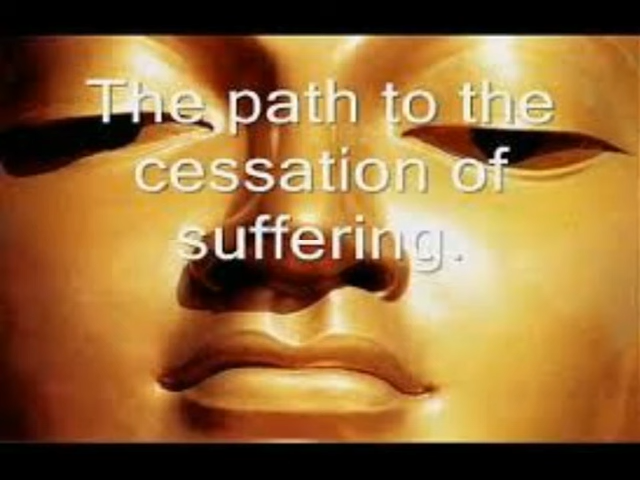 The path to the
cessation of
suffering.